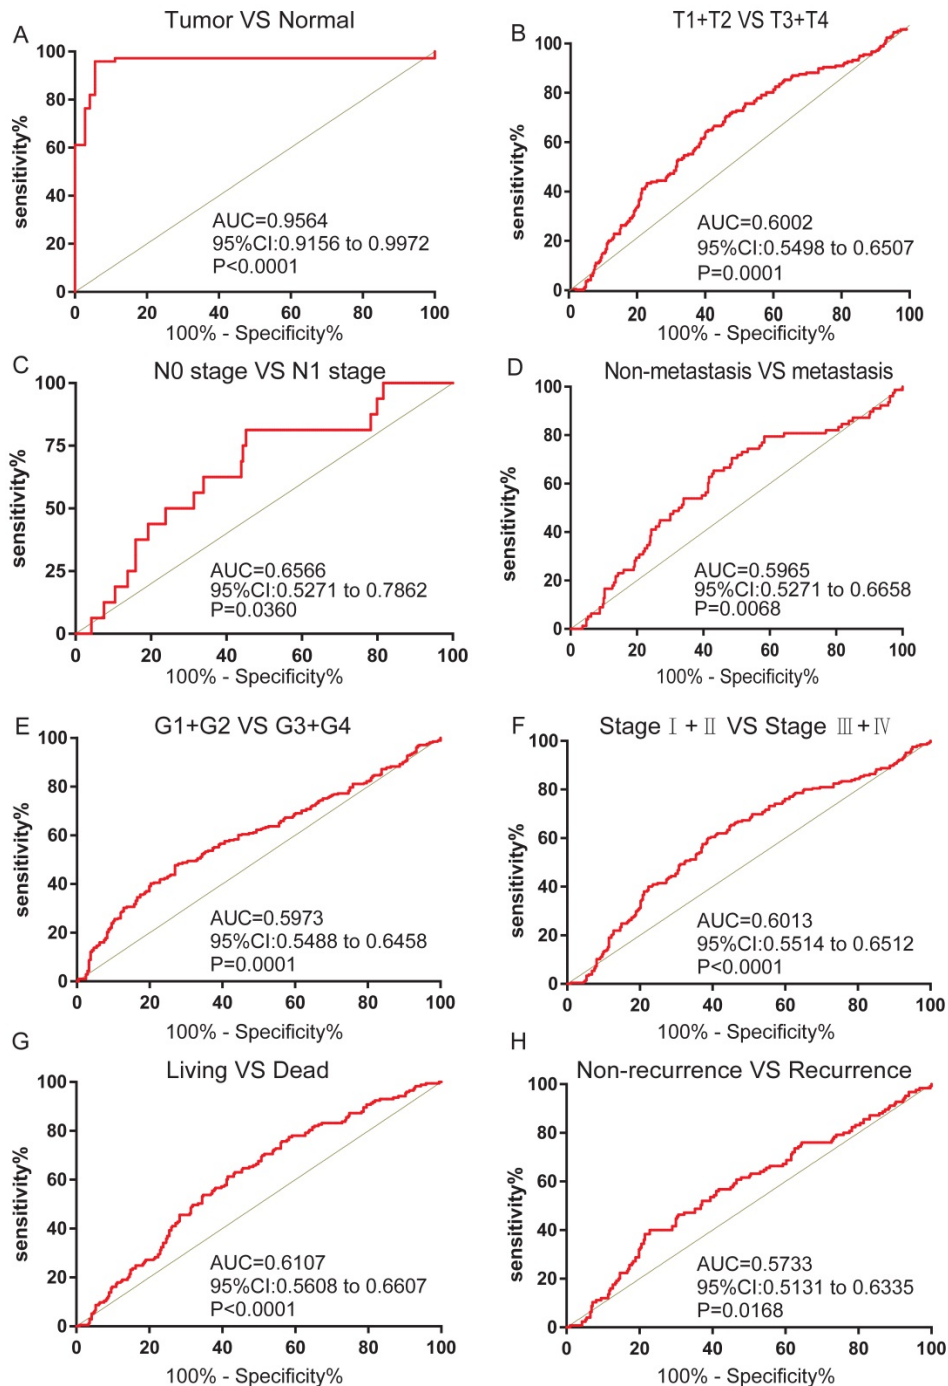 A
Tumor VS Normal
sensitivity%
100
80
60
40
20
0
AUC=0.9564
95%CI:0.9156 to 0.9972
P<0.0001
0 20 40 60 80 100
100% - Specificity%
B
T1+T2 VS T3+T4
sensitivity%
100
80
60
40
20
0
AUC=0.6002
95%CI:0.5498 to 0.6507
P=0.0001
0 20 40 60 80 100
100% - Specificity%
C
N0 stage VS N1 stage
sensitivity%
100
75
50
25
0
AUC=0.6566
95%CI:0.5271 to 0.7862
P=0.0360
0 20 40 60 80 100
100% - Specificity%
D
Non-metastasis VS metastasis
sensitivity%
100
80
60
40
20
0
AUC=0.5965
95%CI:0.5271 to 0.6658
P=0.0068
0 20 40 60 80 100
100% - Specificity%
E
G1+G2 VS G3+G4
sensitivity%
100
80
60
40
20
0
AUC=0.5973
95%CI:0.5488 to 0.6458
P=0.0001
0 20 40 60 80 100
100% - Specificity%
F
Stage Ⅰ + Ⅱ VS Stage Ⅲ + Ⅳ
sensitivity%
100
80
60
40
20
0
AUC=0.6013
95%CI:0.5514 to 0.6512
P<0.0001
0 20 40 60 80 100
100% - Specificity%
G
Living VS Dead
sensitivity%
100
80
60
40
20
0
AUC=0.6107
95%CI:0.5608 to 0.6607
P<0.0001
0 20 40 60 80 100
100% - Specificity%
H
Non-recurrence VS Recurrence
sensitivity%
100
80
60
40
20
0
AUC=0.5733
95%CI:0.5131 to 0.6335
P=0.0168
0 20 40 60 80 100
100% - Specificity%